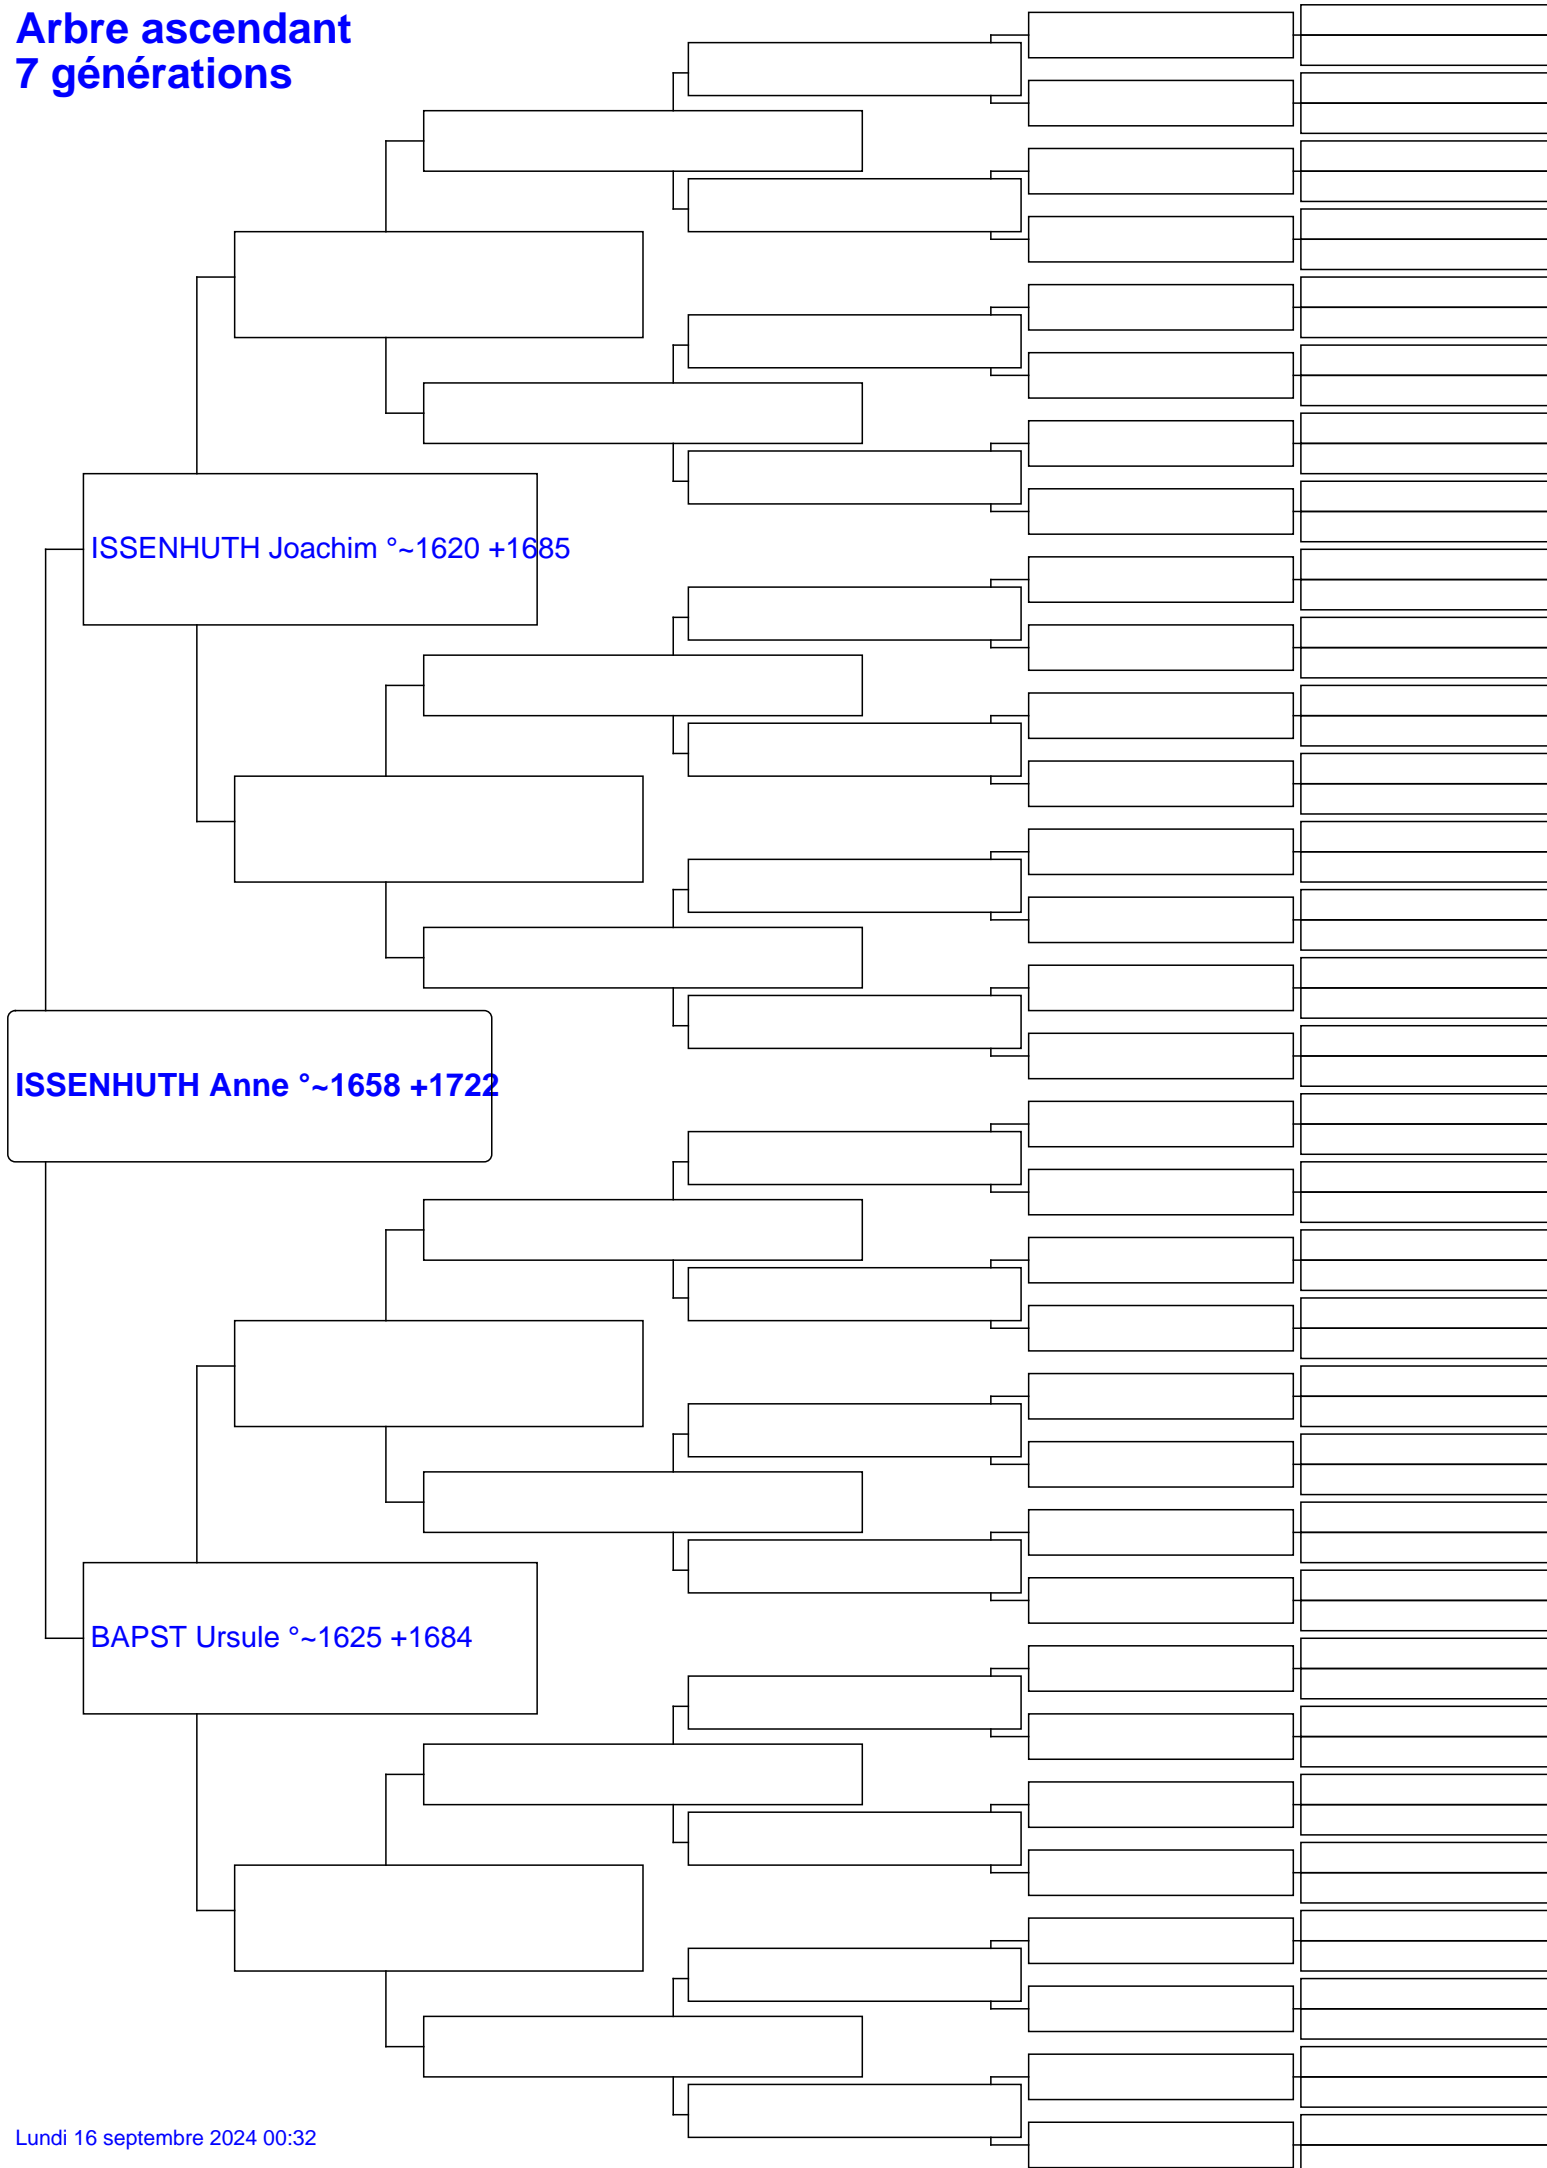 Arbre ascendant
7 générations
ISSENHUTH Joachim °~1620 +1685
ISSENHUTH Anne °~1658 +1722
BAPST Ursule °~1625 +1684
Lundi 16 septembre 2024 00:32